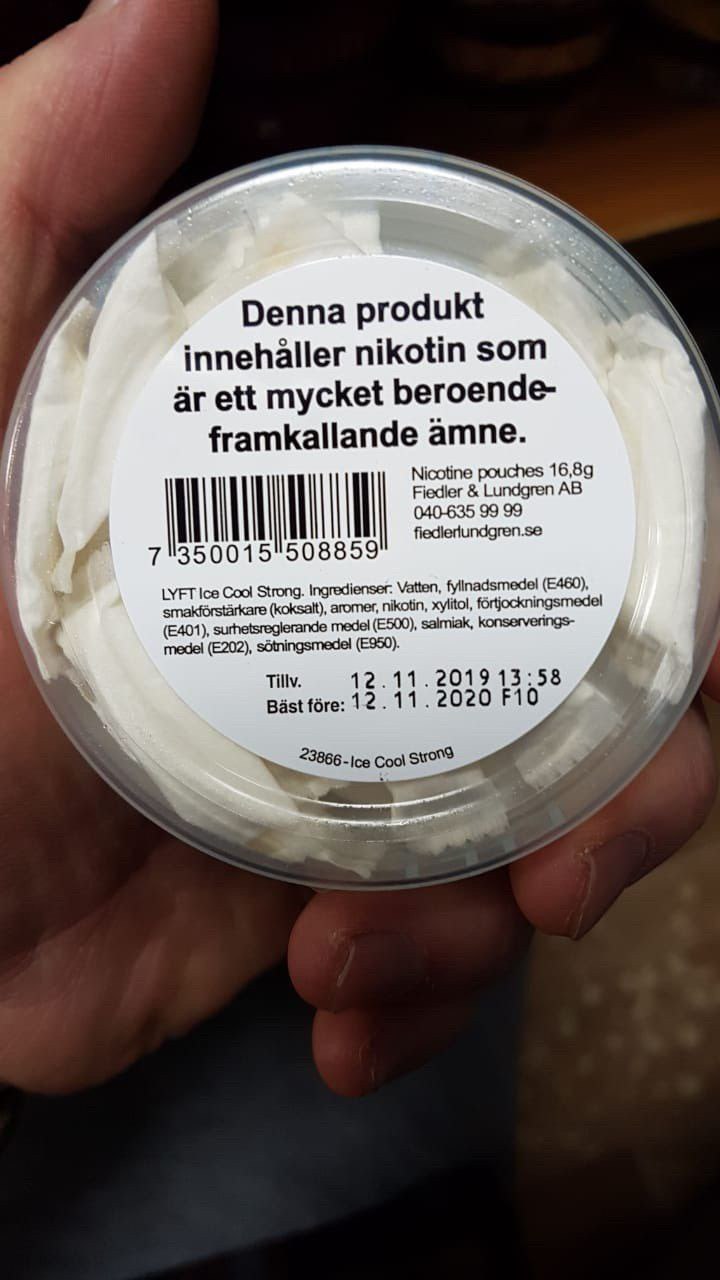 Denna produkt
innehåller nikotin som
är ett mycket beroende-
framkallande ämne.
Nicotine pouches 16,8g
Fiedler & Lundgren AB
040-635 99 99
fiedlerlundgren.se
7 350015 508859
LYFT Ice Cool Strong. Ingredienser: Vatten, fyllnadsmedel (E460),
smakförstärkare (koksalt), aromer, nikotin, xylitol, förtjockningsmedel
(E401), surhetsreglerande medel (E500), salmiak, konserverings-
medel (E202), sötningsmedel (E950).
Tillv. 12.11.2019 13:58
Bäst före: 12.11.2020 F10
23866-Ice Cool Strong